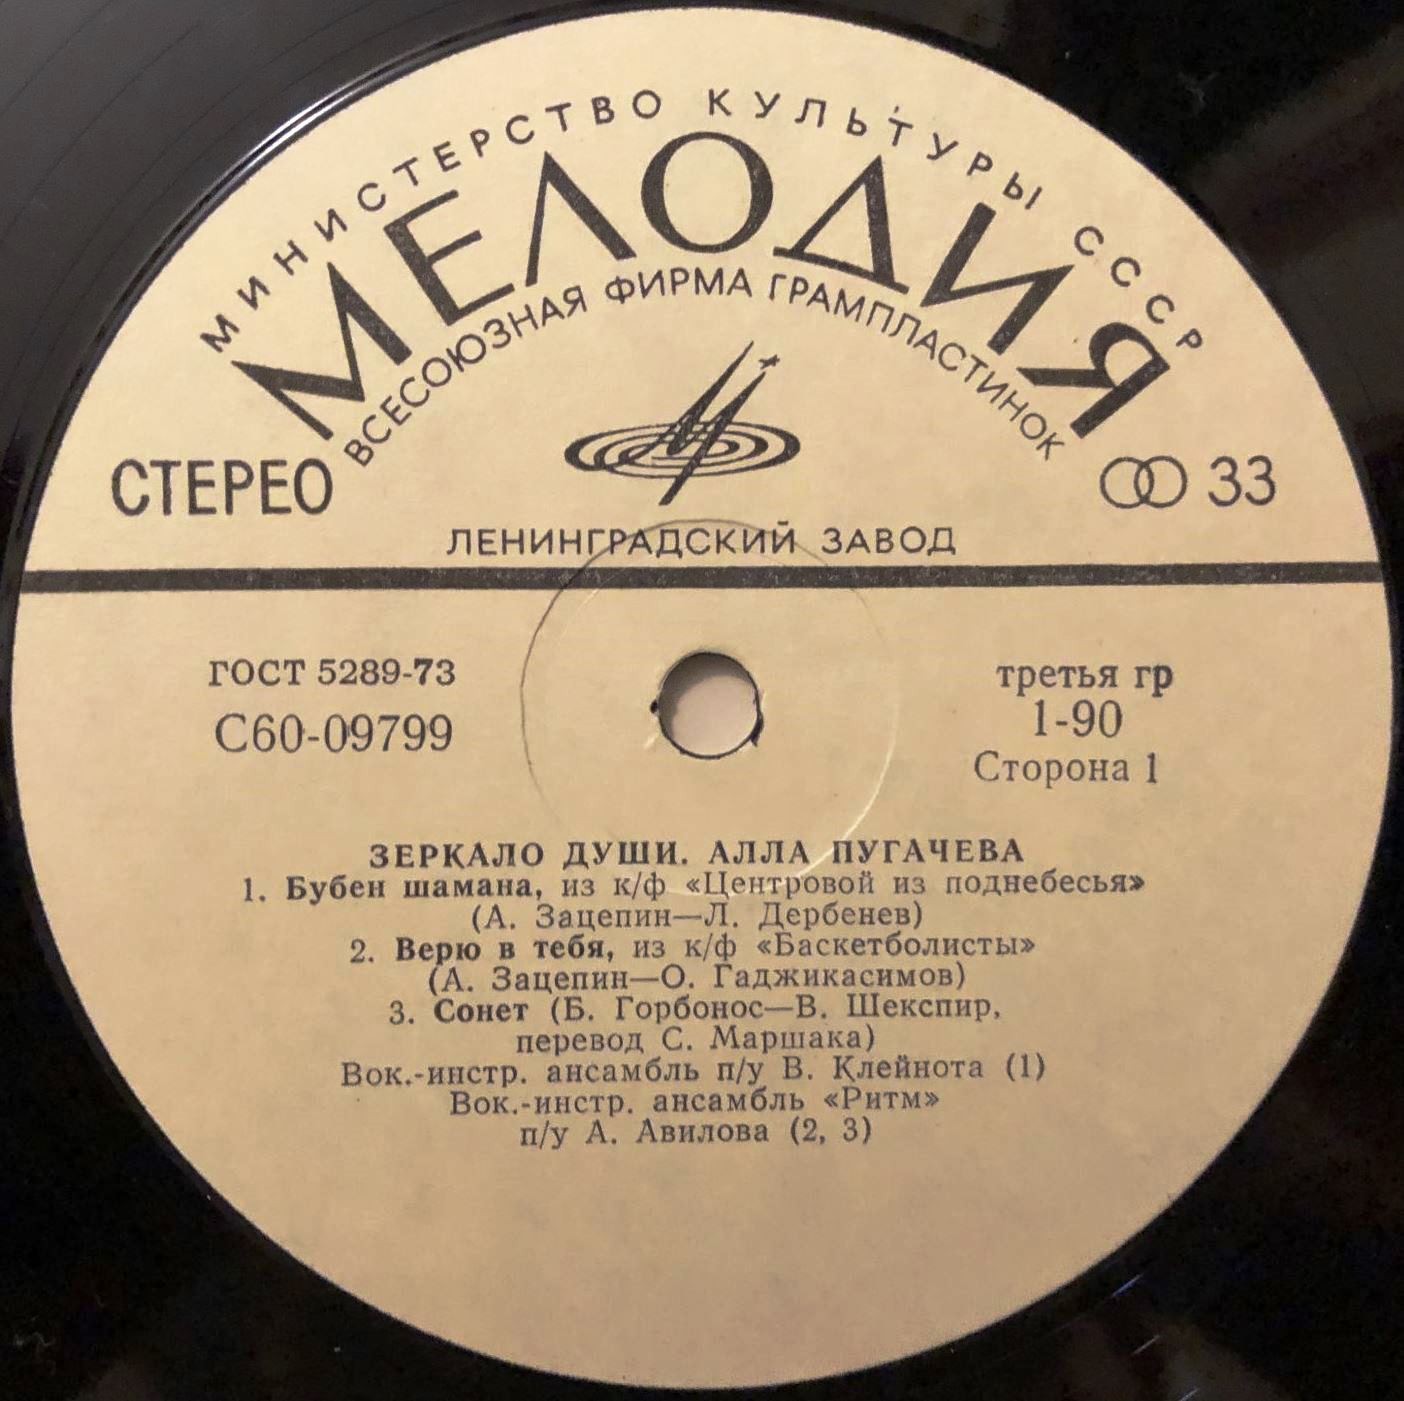 МИНИСТЕРСТВО КУЛЬТУРЫ СССР
МЕЛОДИЯ
ВСЕСОЮЗНАЯ ФИРМА ГРАМПЛАСТИНОК
СТЕРЕО
33
ЛЕНИНГРАДСКИЙ ЗАВОД
ГОСТ 5289-73
С60-09799
третья гр
1-90
Сторона 1
ЗЕРКАЛО ДУШИ. АЛЛА ПУГАЧЕВА
1. Бубен шамана, из к/ф «Центровой из поднебесья»
(А. Зацепин—Л. Дербенев)
2. Верю в тебя, из к/ф «Баскетболисты»
(А. Зацепин—О. Гаджикасимов)
3. Сонет (Б. Горбонос—В. Шекспир,
перевод С. Маршака)
Вок.-инстр. ансамбль п/у В. Клейнота (1)
Вок.-инстр. ансамбль «Ритм»
п/у А. Авилова (2, 3)